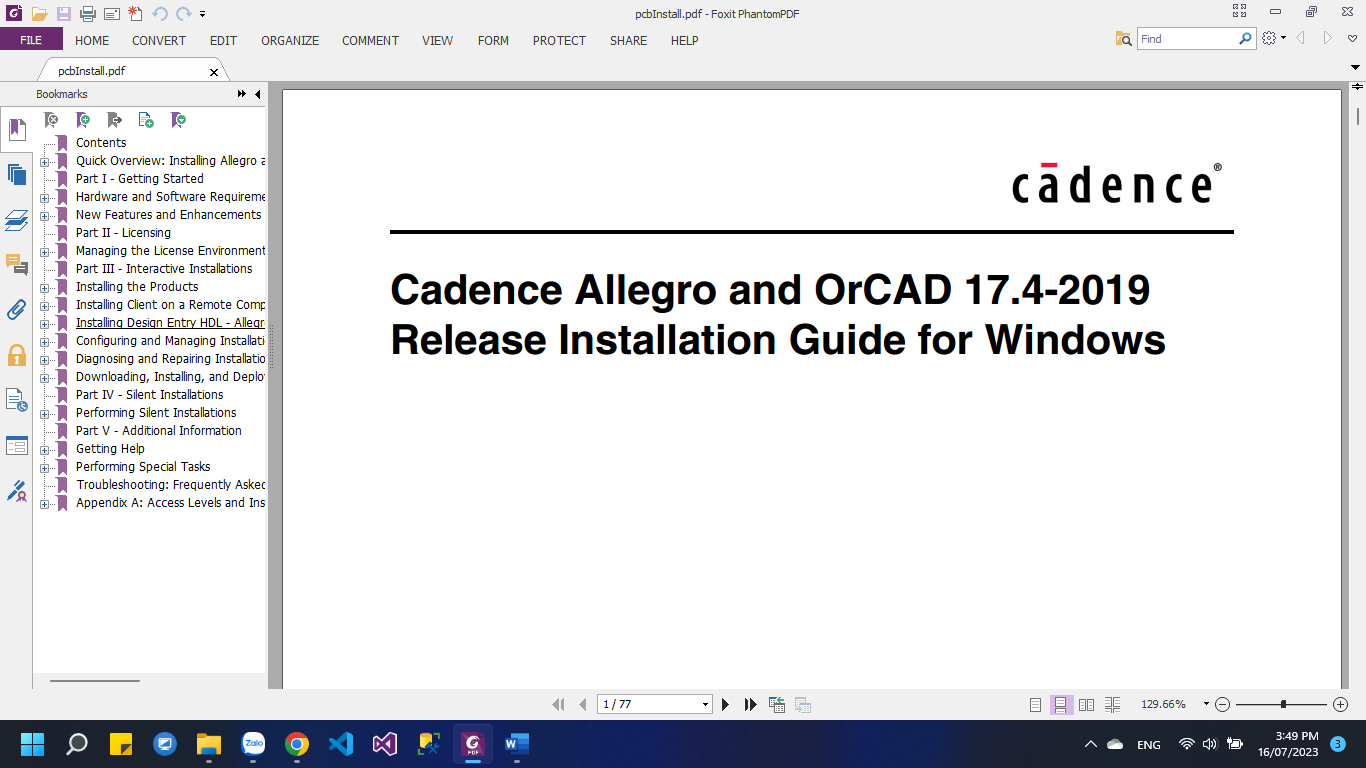 pcbInstall.pdf - Foxit PhantomPDF
FILE HOME CONVERT EDIT ORGANIZE COMMENT VIEW FORM PROTECT SHARE HELP
Find
pcbInstall.pdf
Bookmarks
Contents
Quick Overview: Installing Allegro a
Part I - Getting Started
Hardware and Software Requireme
New Features and Enhancements
Part II - Licensing
Managing the License Environment
Part III - Interactive Installations
Installing the Products
Installing Client on a Remote Comp
Installing Design Entry HDL - Allegr
Configuring and Managing Installati
Diagnosing and Repairing Installatio
Downloading, Installing, and Deplo
Part IV - Silent Installations
Performing Silent Installations
Part V - Additional Information
Getting Help
Performing Special Tasks
Troubleshooting: Frequently Asked
Appendix A: Access Levels and Ins
cādence®
Cadence Allegro and OrCAD 17.4-2019
Release Installation Guide for Windows
1 / 77
129.66%
Zalo
PDF
W
ENG
3:49 PM
16/07/2023
3